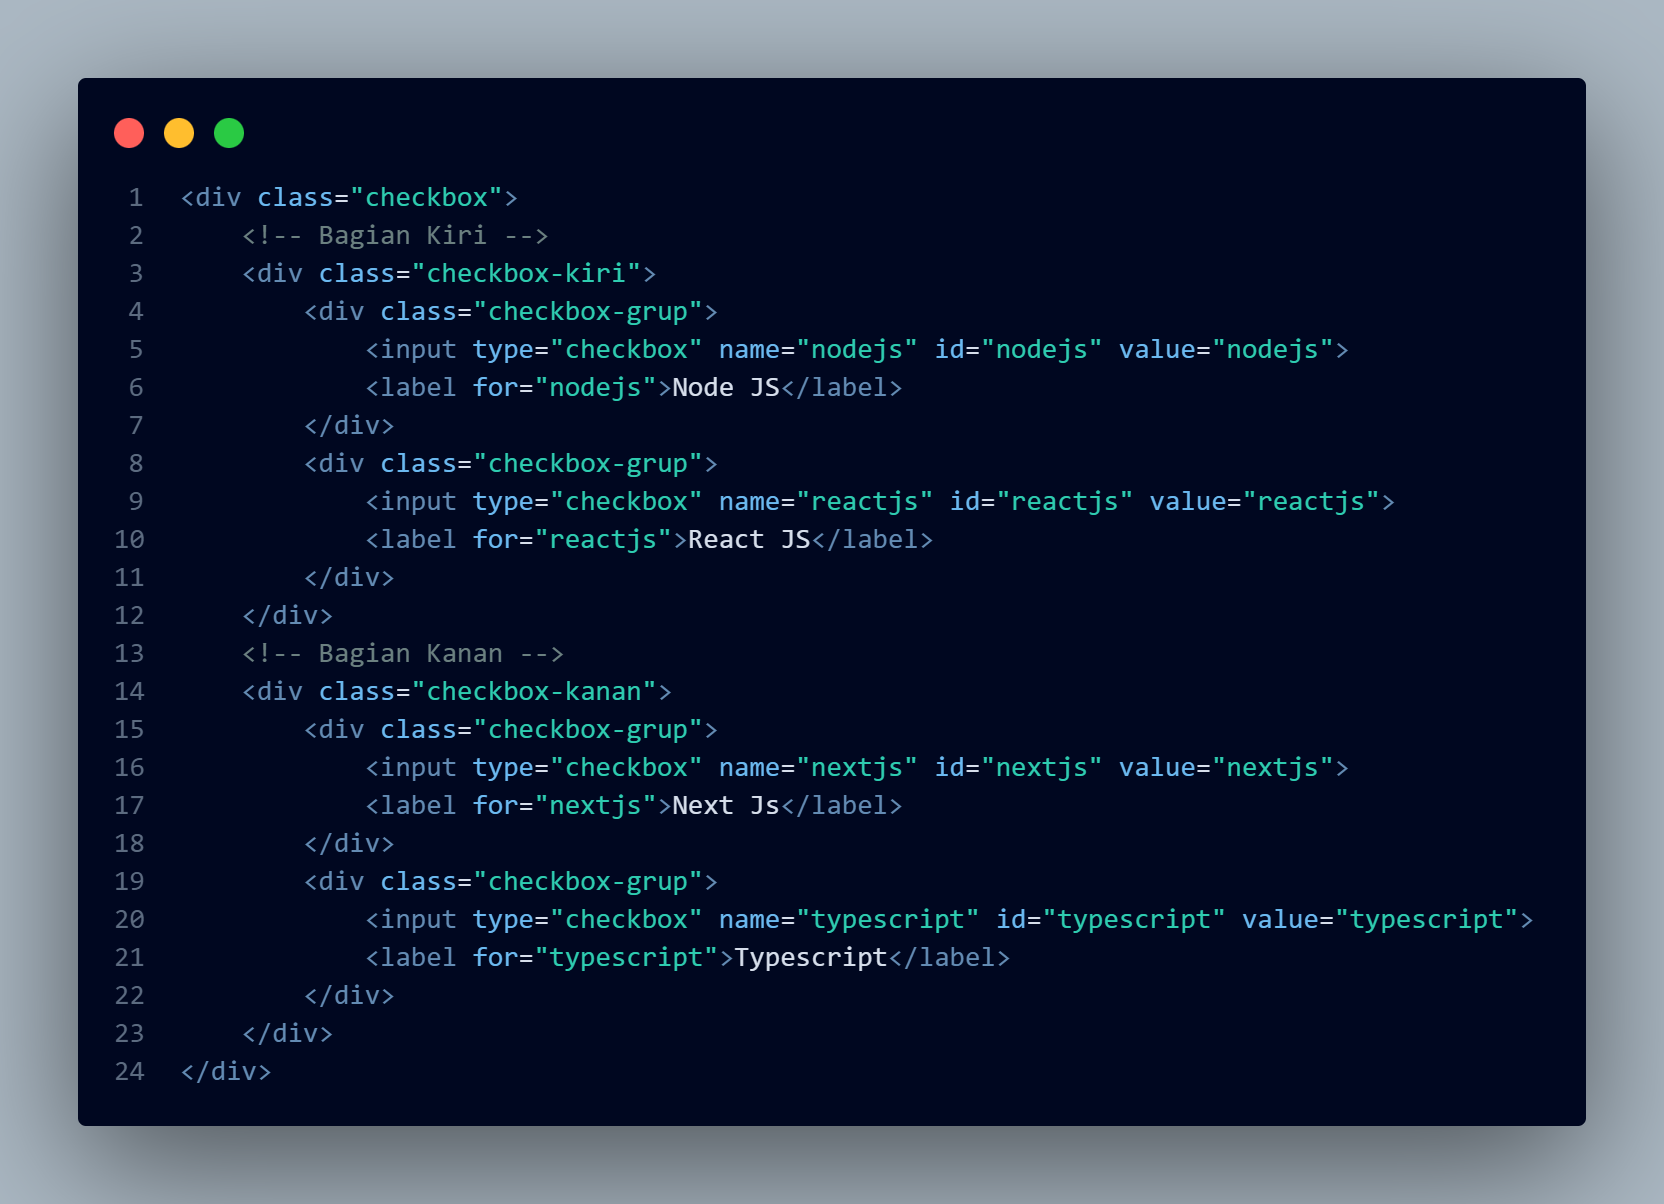 1 <div class="checkbox">
2     <!-- Bagian Kiri -->
3     <div class="checkbox-kiri">
4         <div class="checkbox-grup">
5             <input type="checkbox" name="nodejs" id="nodejs" value="nodejs">
6             <label for="nodejs">Node JS</label>
7         </div>
8         <div class="checkbox-grup">
9             <input type="checkbox" name="reactjs" id="reactjs" value="reactjs">
10             <label for="reactjs">React JS</label>
11         </div>
12     </div>
13     <!-- Bagian Kanan -->
14     <div class="checkbox-kanan">
15         <div class="checkbox-grup">
16             <input type="checkbox" name="nextjs" id="nextjs" value="nextjs">
17             <label for="nextjs">Next Js</label>
18         </div>
19         <div class="checkbox-grup">
20             <input type="checkbox" name="typescript" id="typescript" value="typescript">
21             <label for="typescript">Typescript</label>
22         </div>
23     </div>
24 </div>